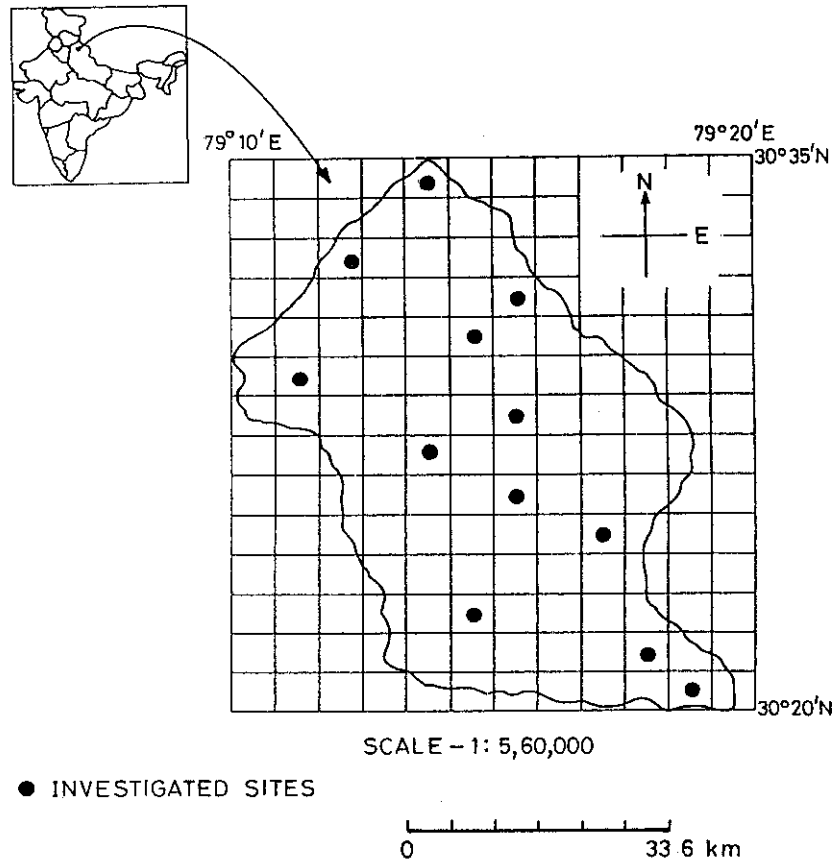 79°10'E
79°20'E
30°35'N
N
E
30°20'N
SCALE - 1: 5,60,000
● INVESTIGATED SITES
0 33.6 km